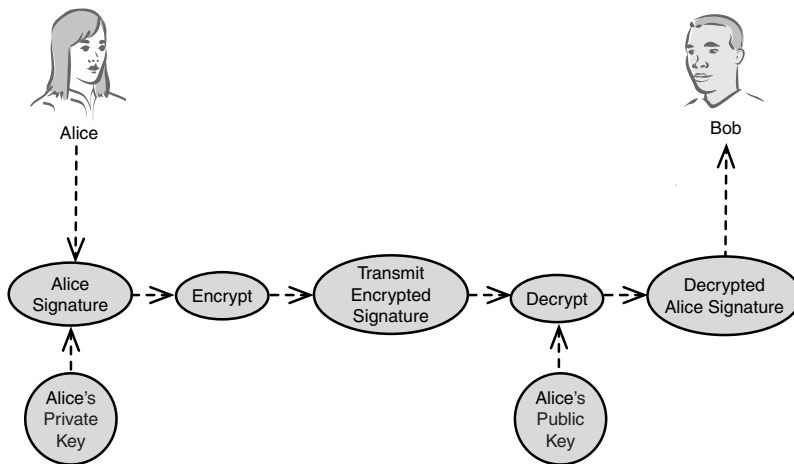 Alice
Bob
Alice
Signature
Encrypt
Transmit
Encrypted
Signature
Decrypt
Decrypted
Alice Signature
Alice's
Private
Key
Alice's
Public
Key